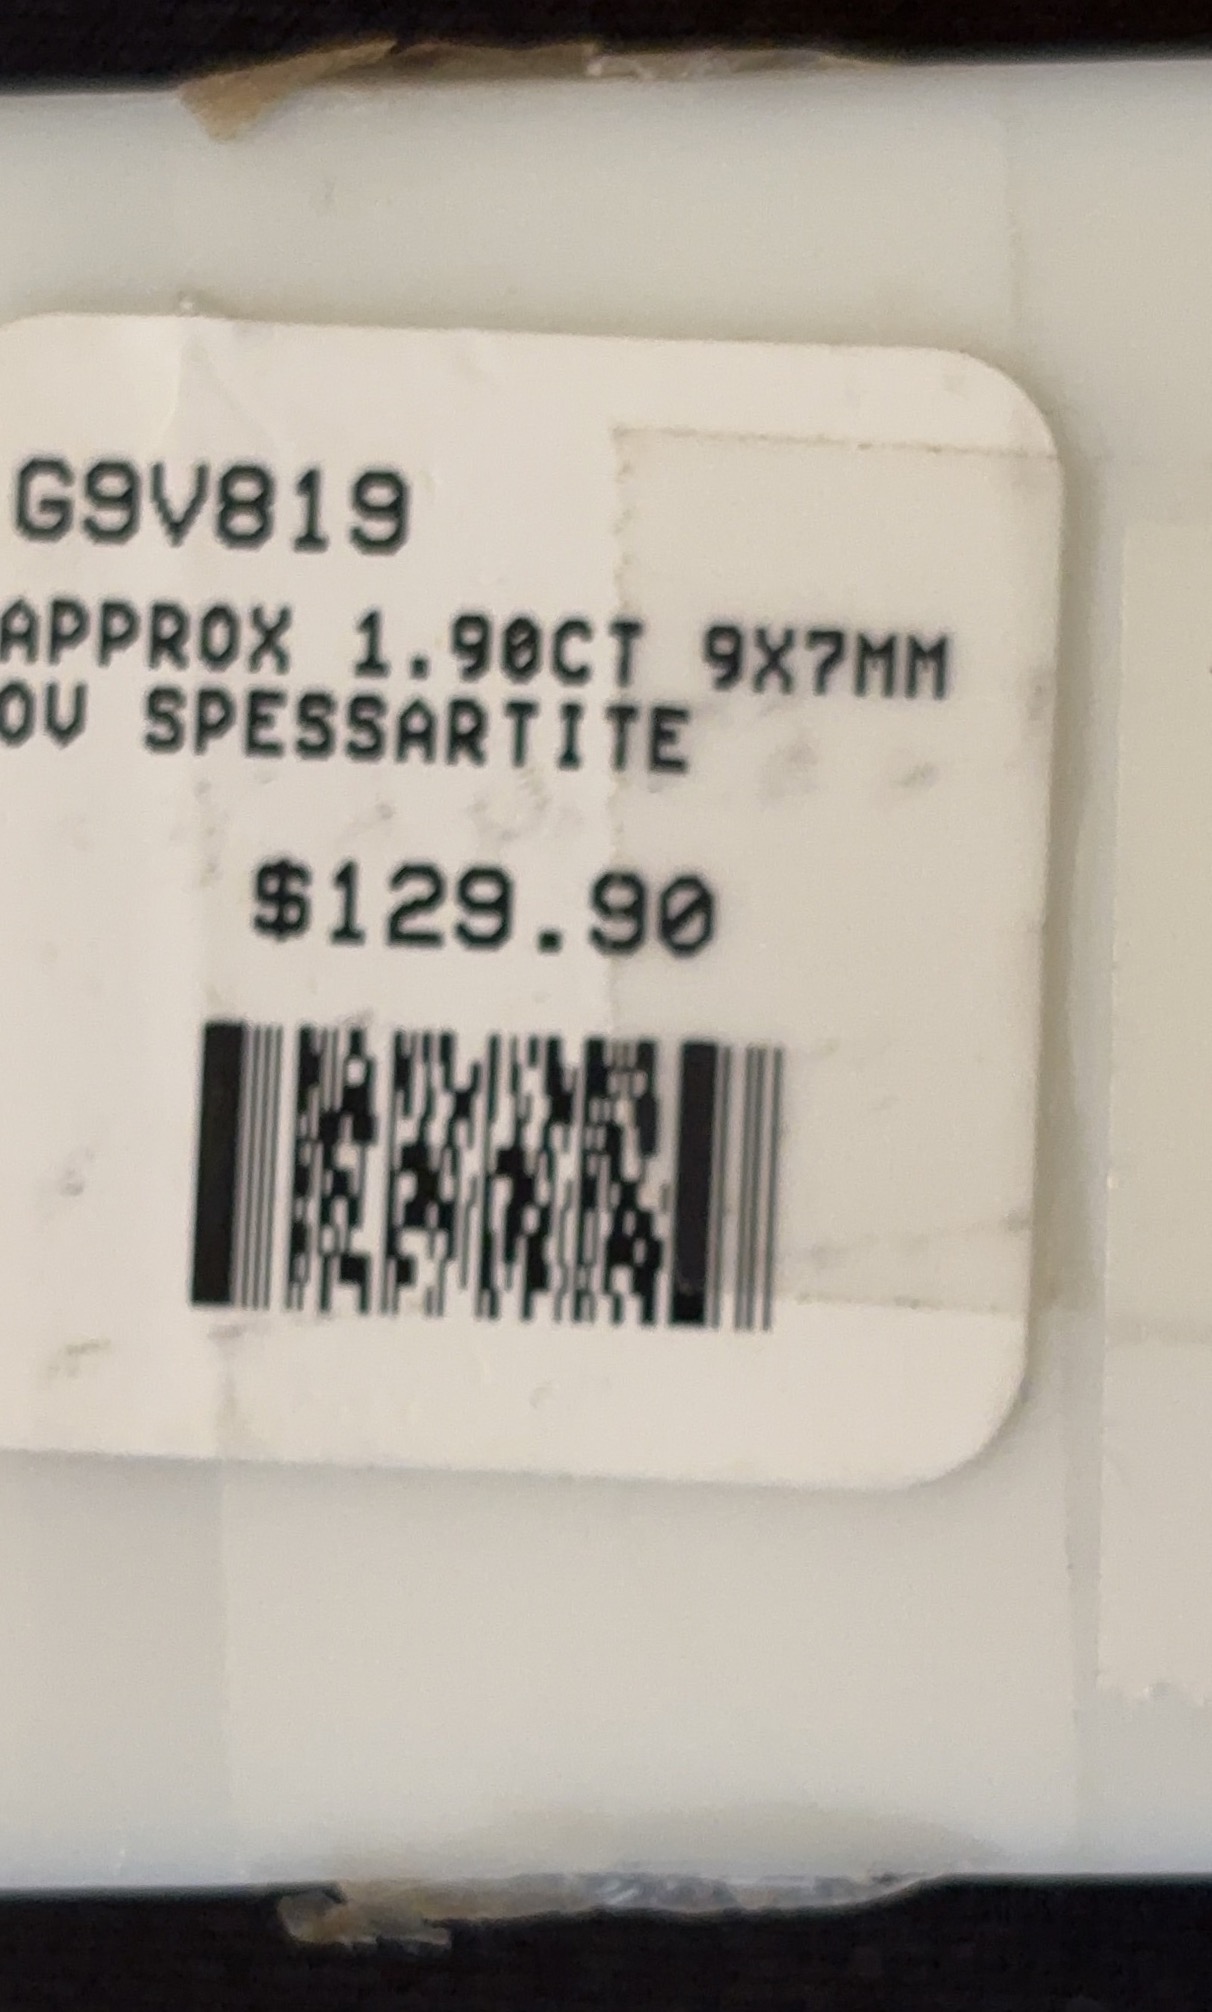 G9V819
APPROX 1.90CT 9X7MM
OV SPESSARTITE
$129.90